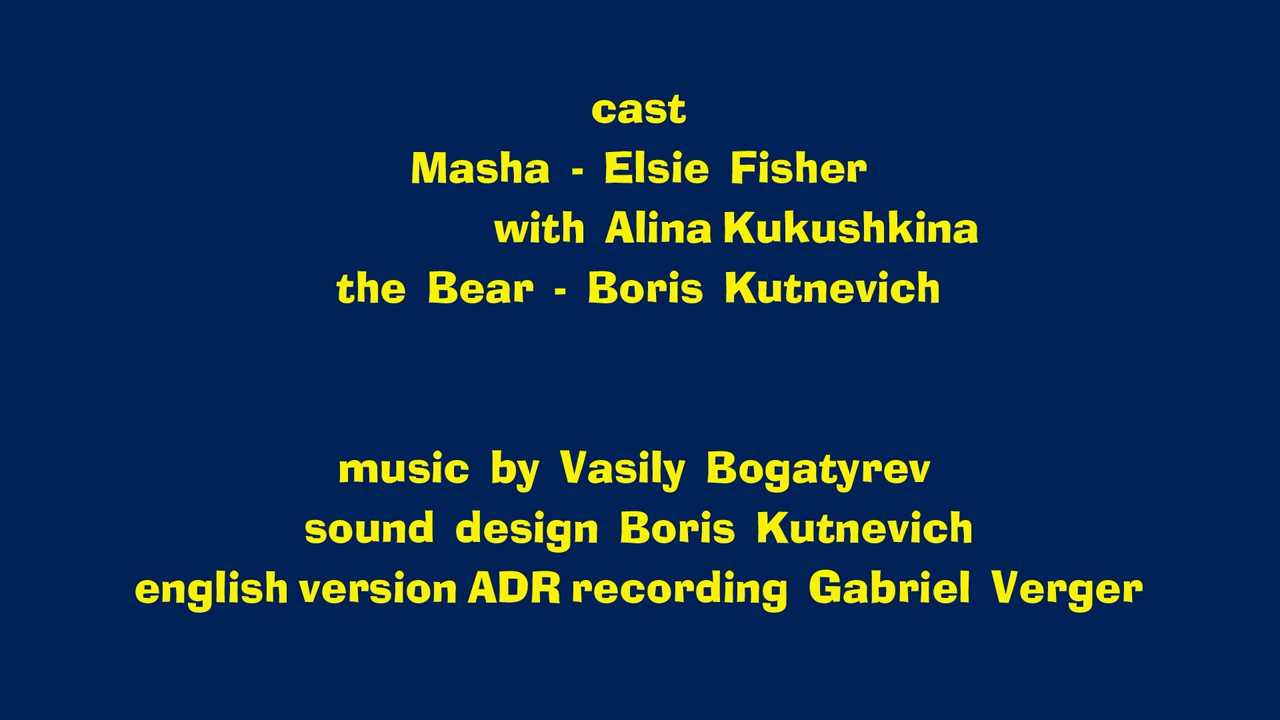 cast
Masha - Elsie Fisher
with Alina Kukushkina
the Bear - Boris Kutnevich
music by Vasily Bogatyrev
sound design Boris Kutnevich
english version ADR recording Gabriel Verger